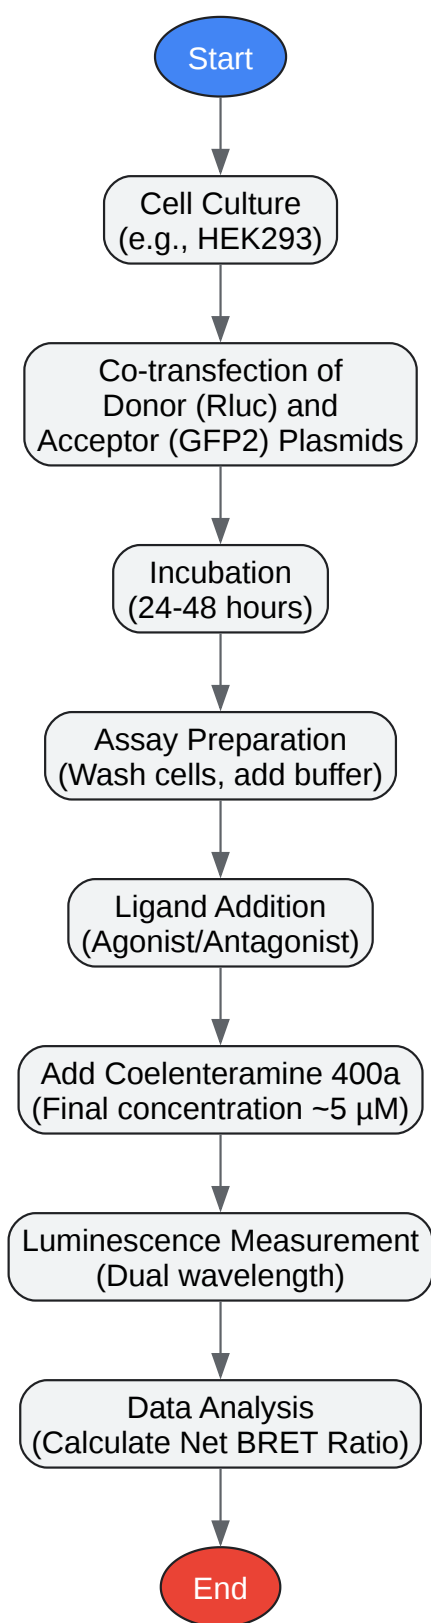 Start
Cell Culture
(e.g., HEK293)
Co-transfection of
Donor (Rluc) and
Acceptor (GFP2) Plasmids
Incubation
(24-48 hours)
Assay Preparation
(Wash cells, add buffer)
Ligand Addition
(Agonist/Antagonist)
Add Coelenteramine 400a
(Final concentration ~5 µM)
Luminescence Measurement
(Dual wavelength)
Data Analysis
(Calculate Net BRET Ratio)
End